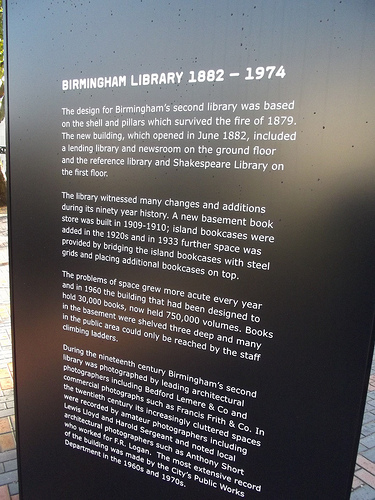 BIRMINGHAM LIBRARY 1882 – 1974
The design for Birmingham's second library was based
on the shell and pillars which survived the fire of 1879.
The new building, which opened in June 1882, included
a lending library and newsroom on the ground floor
and the reference library and Shakespeare Library on
the first floor.
The library witnessed many changes and additions
during its ninety year history. A new basement book
store was built in 1909-1910; island bookcases were
added in the 1920s and in 1933 further space was
provided by bridging the island bookcases with steel
grids and placing additional bookcases on top.
The problems of space grew more acute every year
and in 1960 the building that had been designed to
hold 30,000 books, now held 750,000 volumes. Books
in the basement were shelved three deep and many
in the public area could only be reached by the staff
climbing ladders.
During the nineteenth century Birmingham's second
library was photographed by leading architectural
photographers including Bedford Lemere & Co and
commercial photographs such as Francis Frith & Co. In
the twentieth century its increasingly cluttered spaces
were recorded by amateur photographers including
Lewis Lloyd and Harold Sergeant and noted local
architectural photographers such as Anthony Short
who worked for F.R. Logan. The most extensive record
of the building was made by the City's Public Works
Department in the 1960s and 1970s.